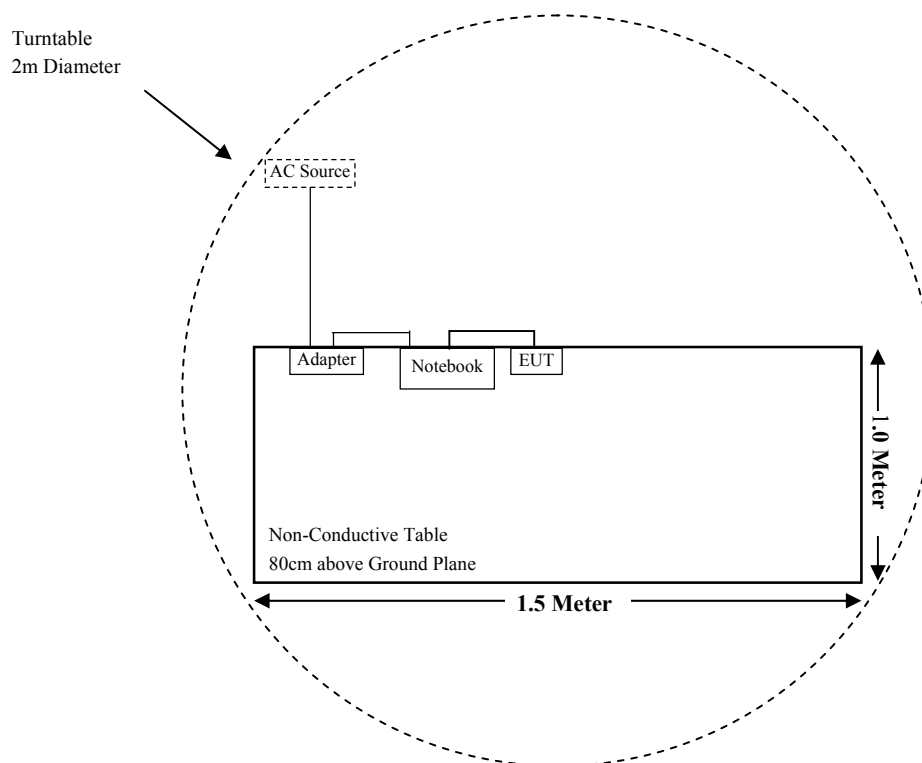 Turntable
2m Diameter
AC Source
Adapter
Notebook
EUT
1.0 Meter
Non-Conductive Table
80cm above Ground Plane
1.5 Meter